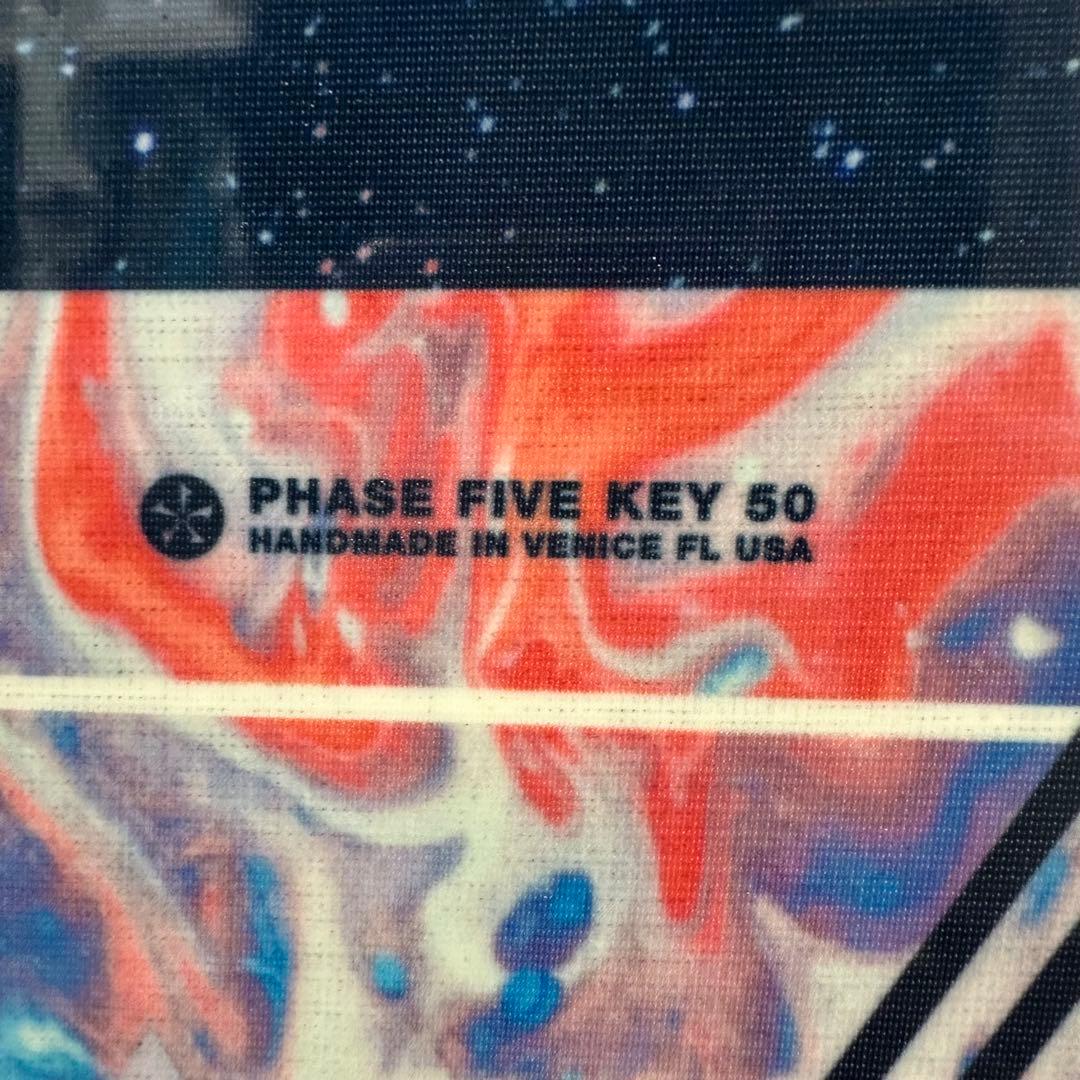 PHASE FIVE KEY 50
HANDMADE IN VENICE FL USA